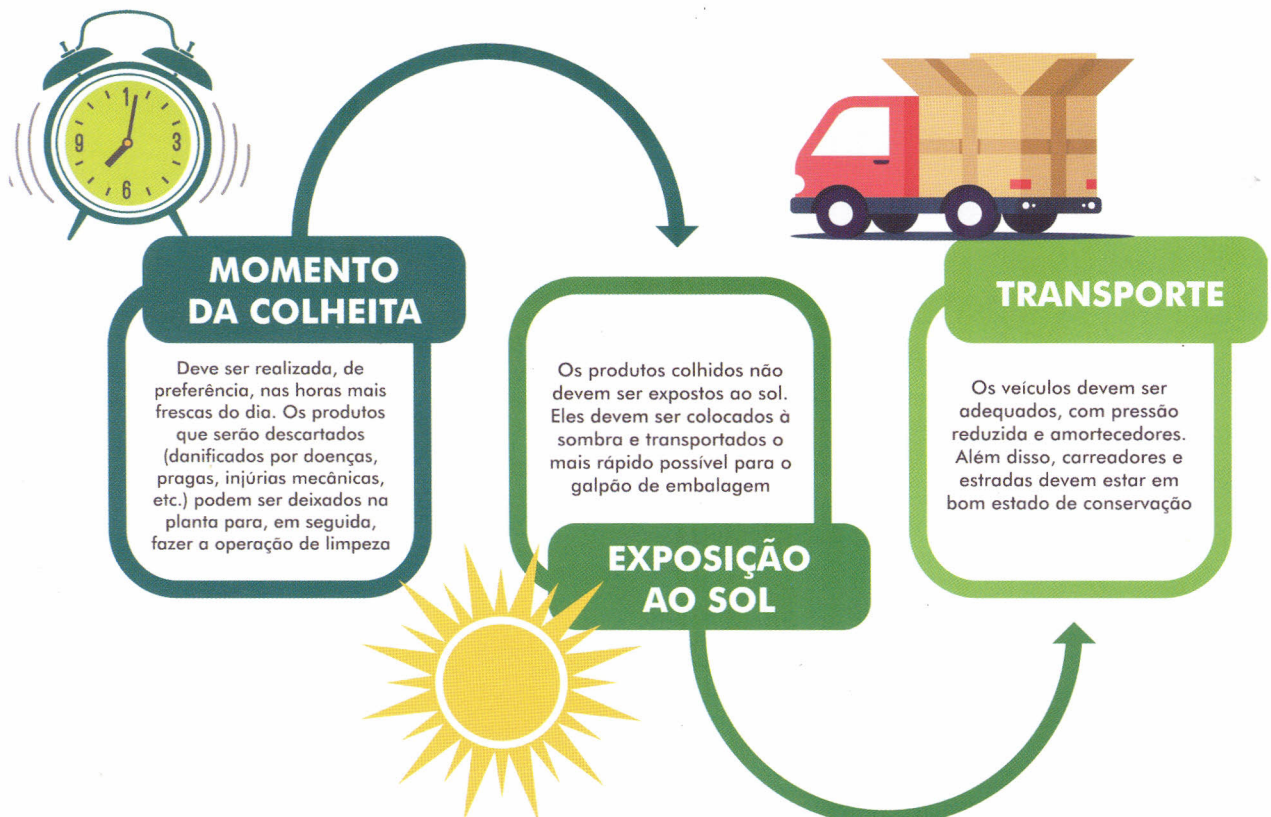 1
3
6
9
MOMENTO
DA COLHEITA
Deve ser realizada, de
preferência, nas horas mais
frescas do dia. Os produtos
que serão descartados
(danificados por doenças,
pragas, injúrias mecânicas,
etc.) podem ser deixados na
planta para, em seguida,
fazer a operação de limpeza
Os produtos colhidos não
devem ser expostos ao sol.
Eles devem ser colocados à
sombra e transportados o
mais rápido possível para o
galpão de embalagem
EXPOSIÇÃO
AO SOL
TRANSPORTE
Os veículos devem ser
adequados, com pressão
reduzida e amortecedores.
Além disso, carreadores e
estradas devem estar em
bom estado de conservação